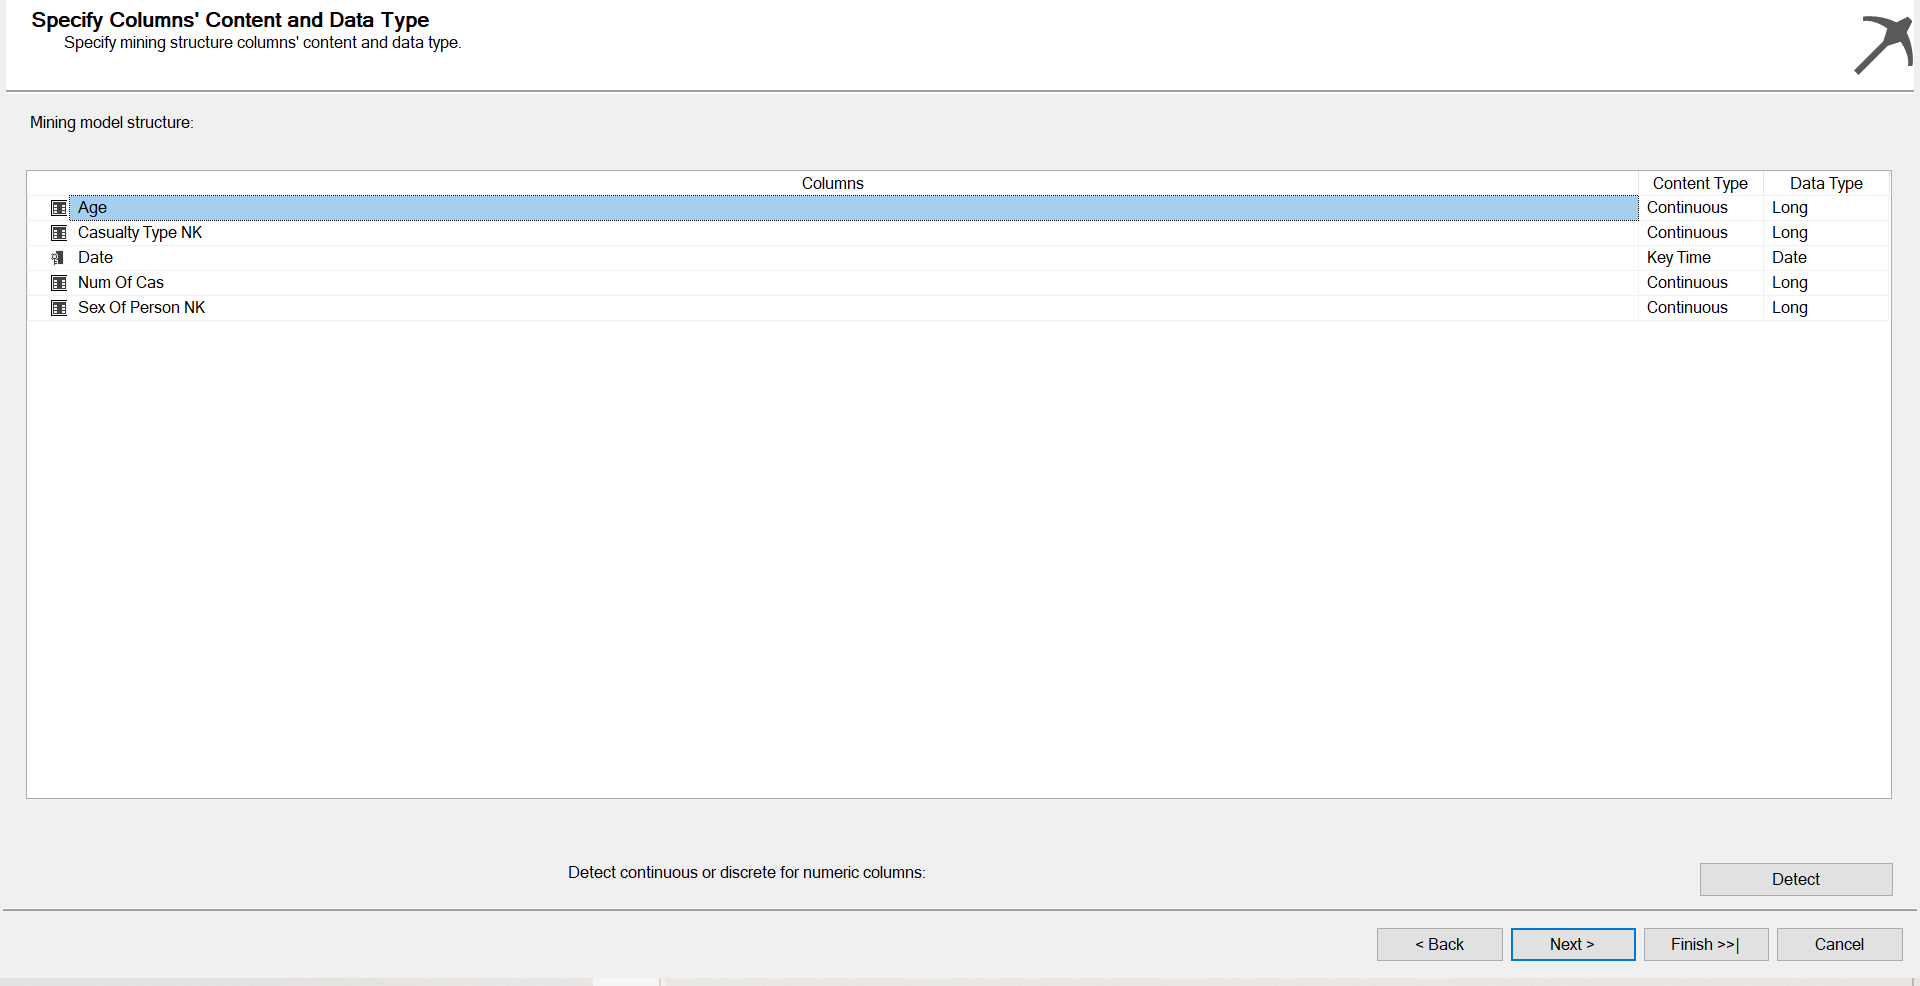 Specify Columns' Content and Data Type
Specify mining structure columns' content and data type.
Mining model structure:
Columns Content Type Data Type
Age Continuous Long
Casualty Type NK Continuous Long
Date Key Time Date
Num Of Cas Continuous Long
Sex Of Person NK Continuous Long
Detect continuous or discrete for numeric columns:
Detect
< Back Next > Finish >>| Cancel